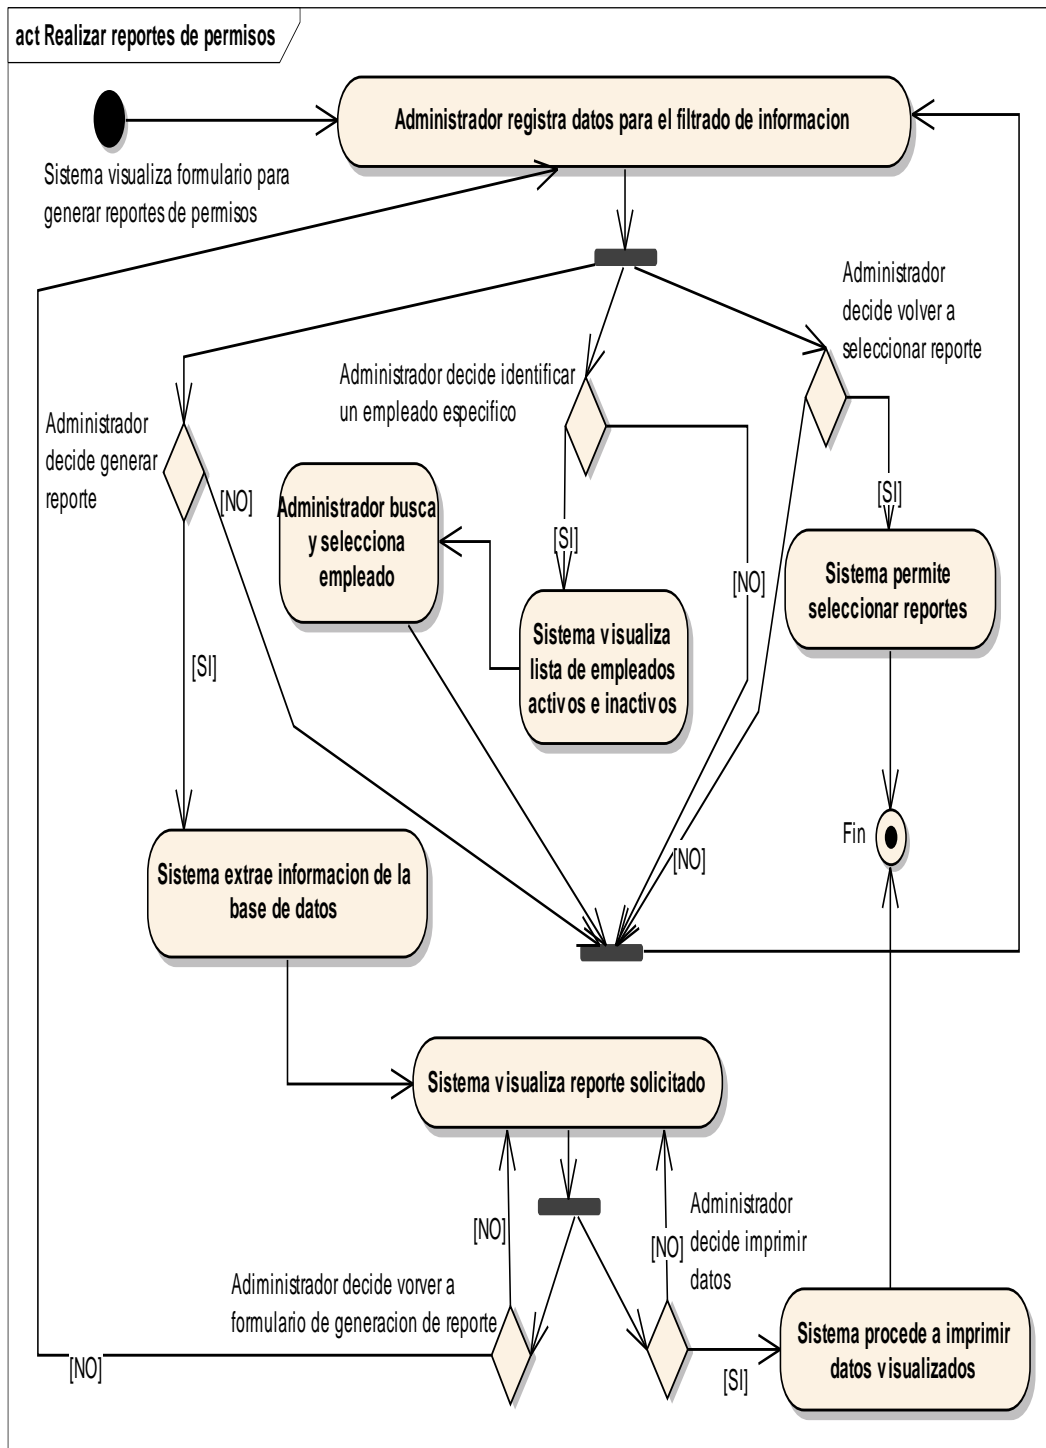 act Realizar reportes de permisos
Administrador registra datos para el filtrado de informacion
Sistema visualiza formulario para
generar reportes de permisos
Administrador
decide volver a
seleccionar reporte
Administrador decide identificar
un empleado especifico
Administrador
decide generar
reporte
[NO]
[SI]
Administrador busca
y selecciona
empleado
[SI]
[NO]
[SI]
Sistema permite
seleccionar reportes
Sistema visualiza
lista de empleados
activos e inactivos
[NO]
Fin
Sistema extrae informacion de la
base de datos
Sistema visualiza reporte solicitado
[NO]
[NO]
Administrador
decide imprimir
datos
Adiministrador decide vorver a
formulario de generacion de reporte
[NO]
[SI]
Sistema procede a imprimir
datos visualizados